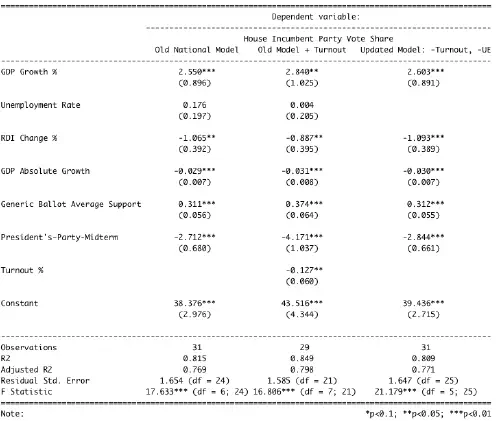 Dependent variable:
House Incumbent Party Vote Share
Old National Model Old Model + Turnout Updated Model: -Turnout, -UE
GDP Growth % 2.550*** 2.840** 2.603***
(0.896) (1.025) (0.891)
Unemployment Rate 0.176 0.004
(0.197) (0.205)
RDI Change % -1.065** -0.887** -1.093***
(0.392) (0.395) (0.389)
GDP Absolute Growth -0.029*** -0.031*** -0.030***
(0.007) (0.008) (0.007)
Generic Ballot Average Support 0.311*** 0.374*** 0.312***
(0.056) (0.064) (0.055)
President's-Party-Midterm -2.712*** -4.171*** -2.844***
(0.680) (1.037) (0.661)
Turnout % -0.127**
(0.060)
Constant 38.376*** 43.516*** 39.436***
(2.976) (4.344) (2.715)
Observations 31 29 31
R2 0.815 0.849 0.809
Adjusted R2 0.769 0.798 0.771
Residual Std. Error 1.654 (df = 24) 1.585 (df = 21) 1.647 (df = 25)
F Statistic 17.633*** (df = 6; 24) 16.806*** (df = 7; 21) 21.179*** (df = 5; 25)
Note: *p<0.1; **p<0.05; ***p<0.01